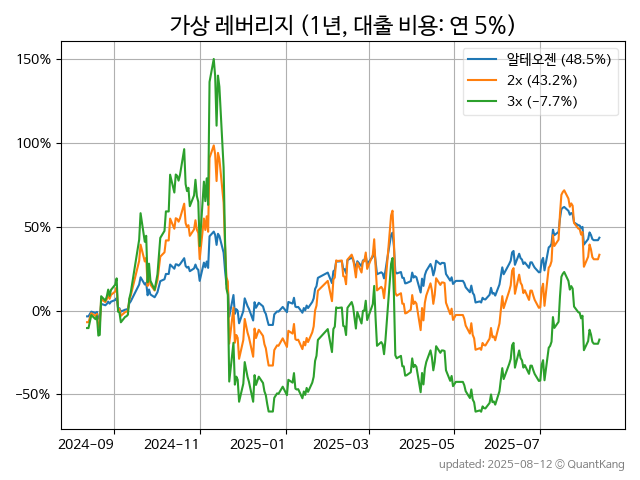 가상 레버리지 (1년, 대출 비용: 연 5%)
알테오젠 (48.5%)
2x (43.2%)
3x (−7.7%)
150%
100%
50%
0%
−50%
2024-09
2024-11
2025-01
2025-03
2025-05
2025-07
updated: 2025-08-12 © QuantKang